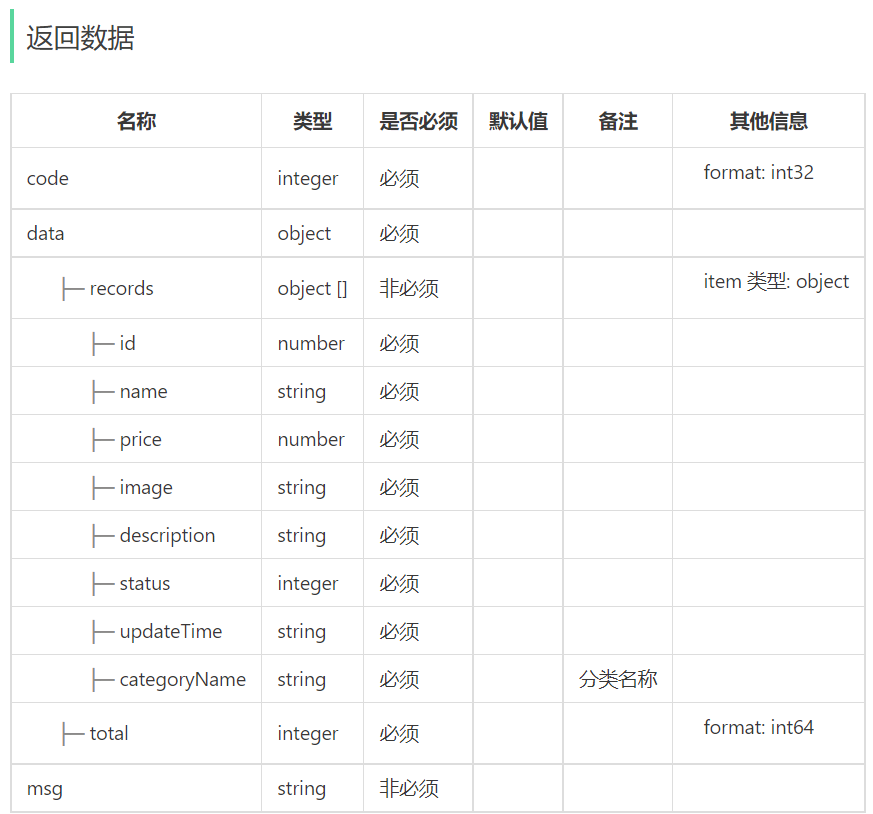 返回数据
名称 类型 是否必须 默认值 备注 其他信息
code integer 必须 format: int32
data object 必须
├─ records object [] 非必须 item 类型: object
├─ id number 必须
├─ name string 必须
├─ price number 必须
├─ image string 必须
├─ description string 必须
├─ status integer 必须
├─ updateTime string 必须
├─ categoryName string 必须 分类名称
├─ total integer 必须 format: int64
msg string 非必须